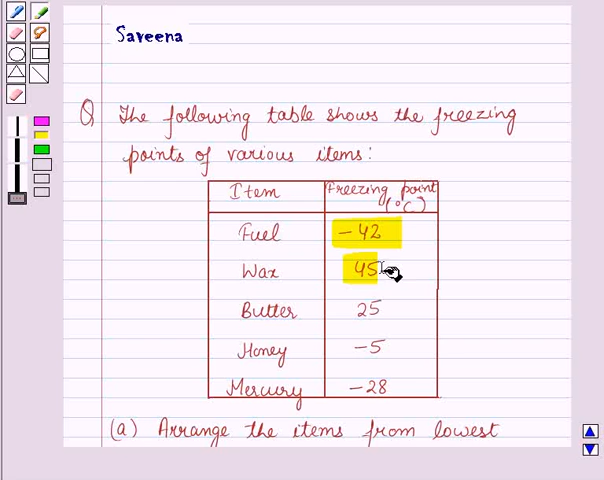 Saveena
Q The following table shows the freezing
points of various items:
Item Freezing point
(°C)
Fuel -42
Wax 45
Butter 25
Honey -5
Mercury -28
(a) Arrange the items from lowest